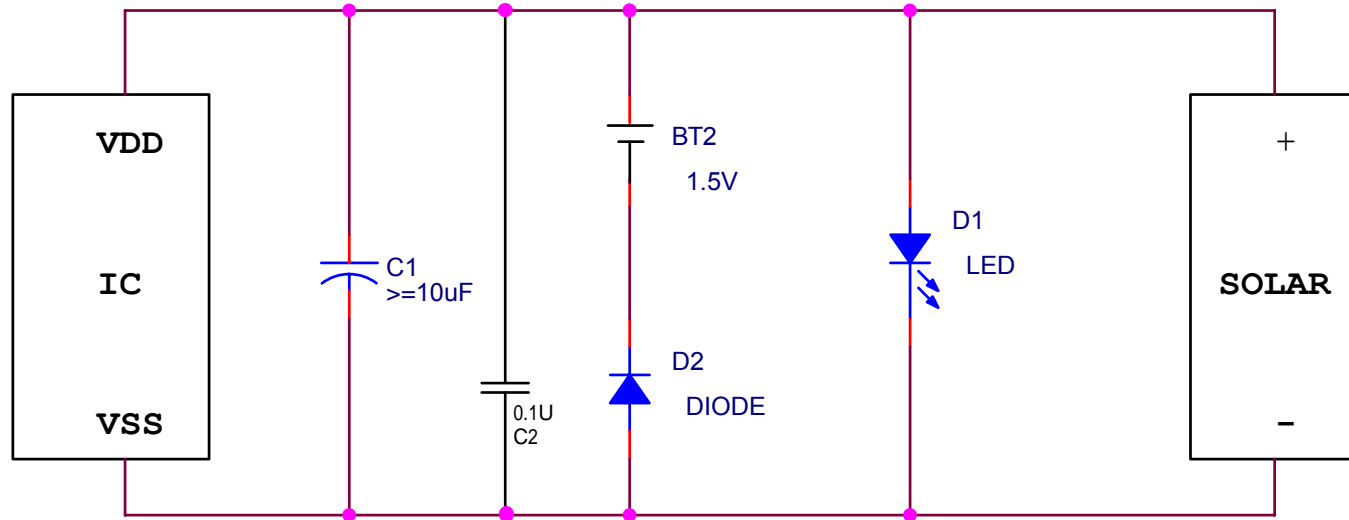 VDD
IC
VSS
C1
>=10uF
0.1U
C2
BT2
1.5V
D2
DIODE
D1
LED
+
SOLAR
-